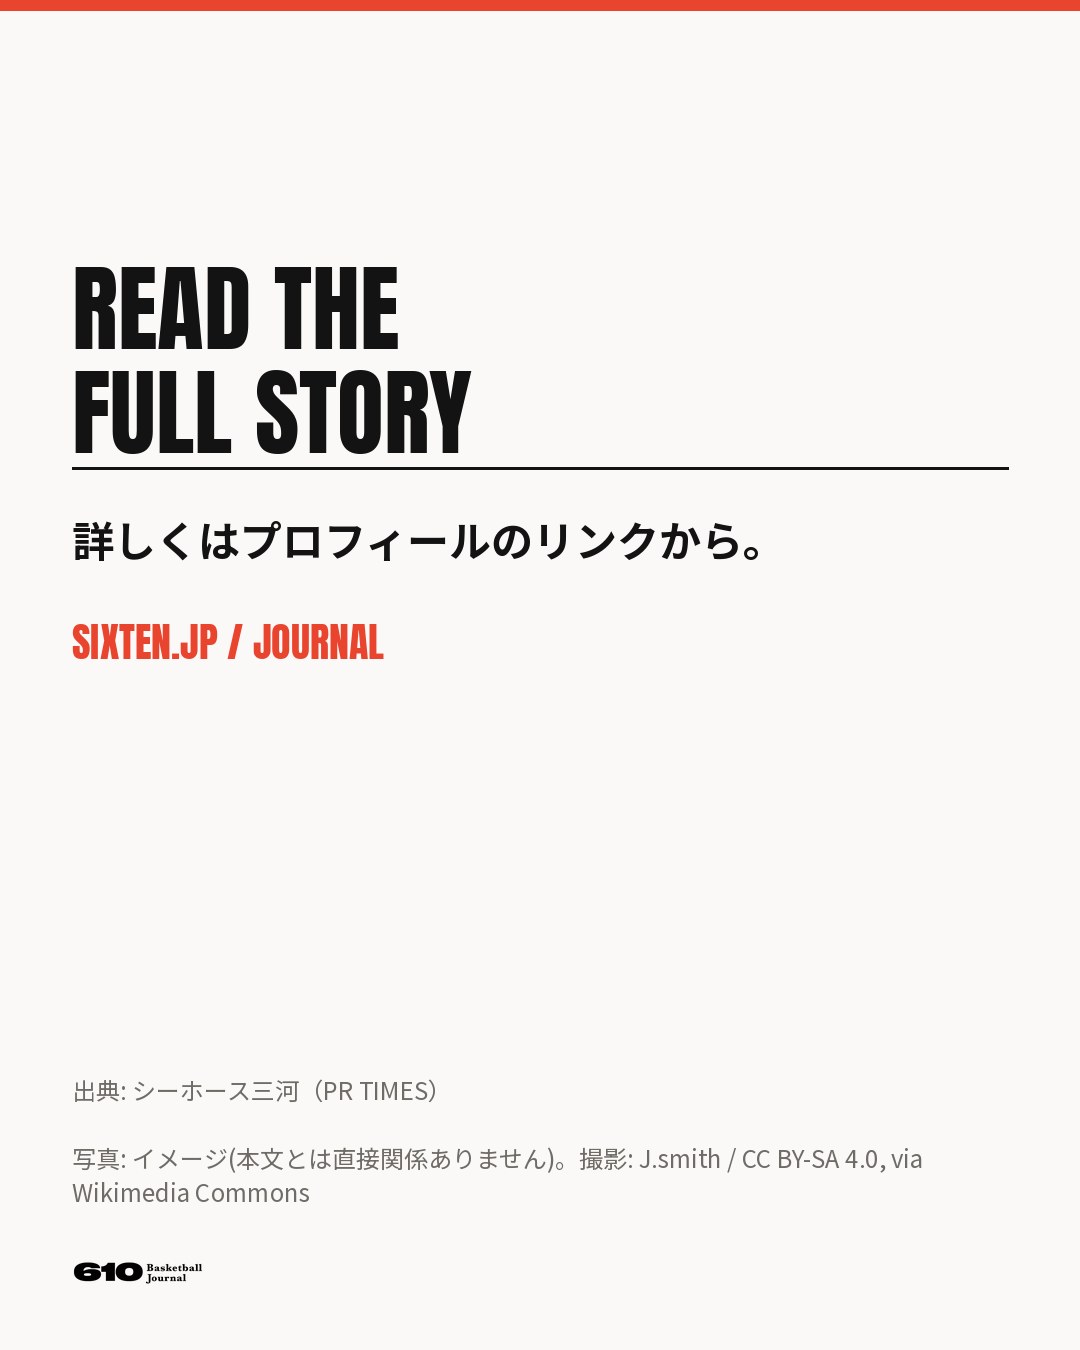 READ THE
FULL STORY
詳しくはプロフィールのリンクから。
SIXTEN.JP / JOURNAL
出典: シーホース三河（PR TIMES）
写真: イメージ(本文とは直接関係ありません)。撮影: J.smith / CC BY-SA 4.0, via
Wikimedia Commons
610 Basketball
Journal